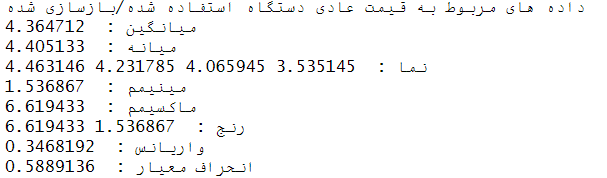 داده های مربوط به قیمت عادی دستگاه استفاده شده/بازسازی شده
میانگین : 4.364712
میانه : 4.405133
نما : 3.535145 4.065945 4.231785 4.463146
مینیمم : 1.536867
ماکسیمم : 6.619433
رنج : 1.536867 6.619433
واریانس : 0.3468192
انحراف معیار : 0.5889136